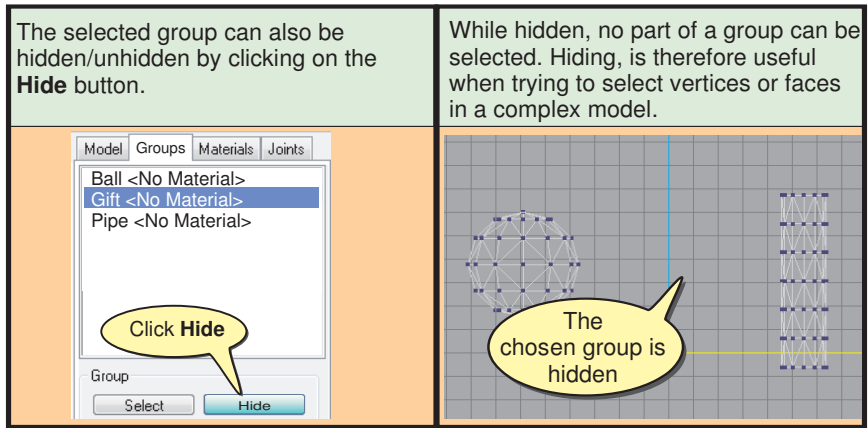 The selected group can also be
hidden/unhidden by clicking on the
Hide button.
While hidden, no part of a group can be
selected. Hiding, is therefore useful
when trying to select vertices or faces
in a complex model.
Model Groups Materials Joints
Ball <No Material>
Gift <No Material>
Pipe <No Material>
Click Hide
Group
Select Hide
The
chosen group is
hidden